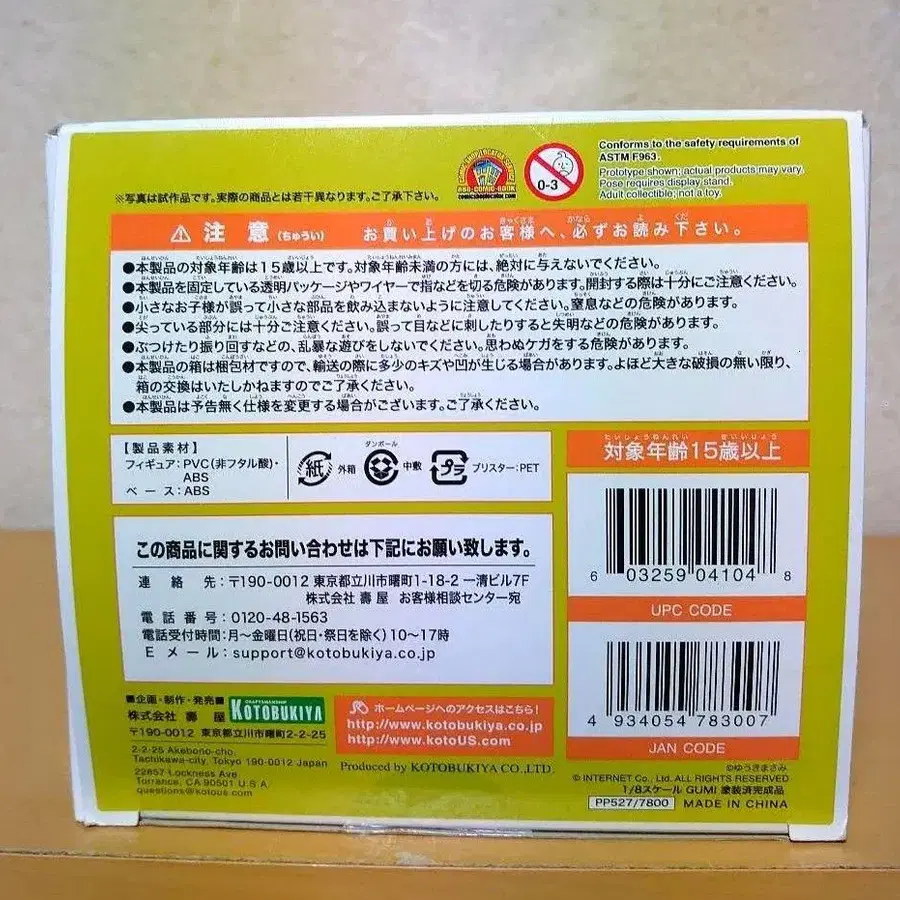 ※写真は試作品です。実際の商品とは若干異なります。ご了承下さい。
0-3
Conforms to the safety requirements of
ASTM F963.
Prototype shown; actual products may vary.
Pose requires display stand.
Adult collectible; not a toy.
注 意 (ちゅうい) お買い上げのお客様へ、必ずお読み下さい。
●本製品の対象年齢は15歳以上です。対象年齢未満の方には、絶対に与えないでください。
●本製品を固定している透明パッケージやワイヤーで指などを切る危険があります。開封する際は十分にご注意ください。
●小さなお子様が誤って小さな部品を飲み込まないように注意してください。窒息などの危険があります。
●尖っている部分には十分ご注意ください。誤って目などに刺したりすると失明などの危険があります。
●ぶつけたり振り回すなどの、乱暴な遊びをしないでください。思わぬケガをする危険があります。
●本製品の箱は梱包材ですので、輸送の際に多少のキズや凹が生じる場合があります。よほど大きな破損の無い限り、
箱の交換はいたしかねますのでご了承ください。
●本製品は予告無く仕様を変更する場合がございます。ご了承ください。
【製品素材】
フィギュア:PVC(非フタル酸)・
ABS
ベース:ABS
紙 外箱
ダンボール
中敷
プラ ブリスター:PET
対象年齢15歳以上
6 03259 04104 8
UPC CODE
4 934054 783007
JAN CODE
この商品に関するお問い合わせは下記にお願い致します。
連絡先:〒190-0012 東京都立川市曙町1-18-2 一清ビル7F
株式会社 壽屋 お客様相談センター宛
電話番号:0120-48-1563
電話受付時間:月〜金曜日(祝日・祭日を除く)10〜17時
Eメール:support@kotobukiya.co.jp
■企画・制作・発売■
株式会社 壽 屋
CRAFTSMANSHIP
KOTOBUKIYA
〒190-0012 東京都立川市曙町2-2-25
2-2-25 Akebono-cho,
Tachikawa-city, Tokyo 190-0012 Japan
22857 Lockness Ave.
Torrance, CA 90501 U.S.A
questions@kotous.com
ホームページへのアクセスはこちら!
http://www.kotobukiya.co.jp
http://www.kotoUS.com
Produced by KOTOBUKIYA CO.,LTD.
©ゆうきまさみ
© INTERNET Co., Ltd. ALL RIGHTS RESERVED
1/8スケール GUMI 塗装済完成品
PP527/7800 MADE IN CHINA